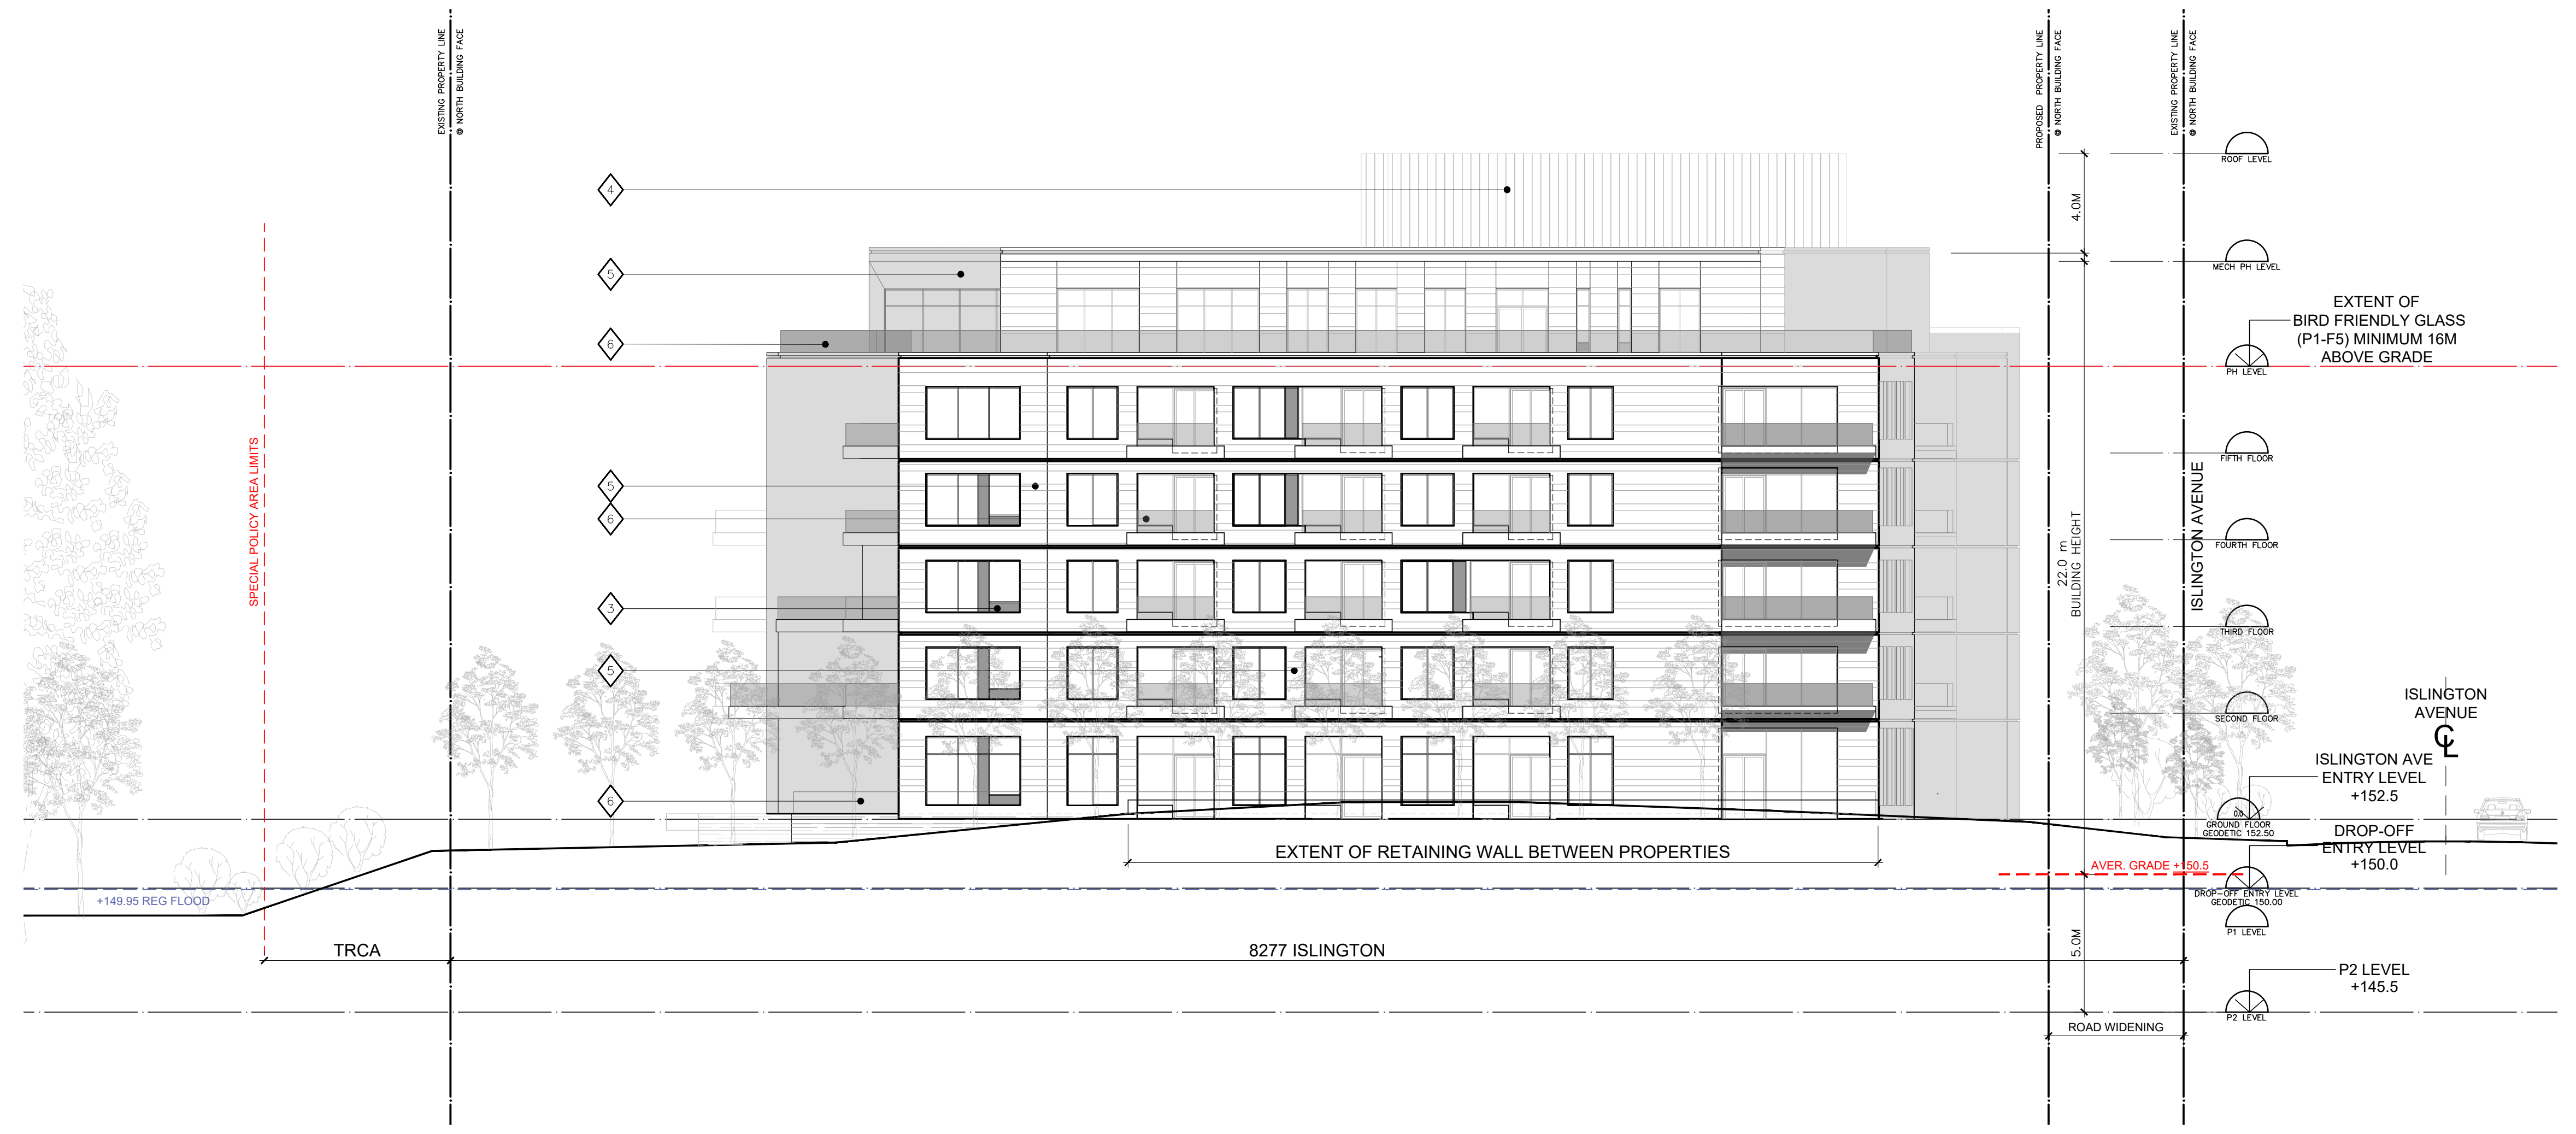 EXISTING PROPERTY LINE
@ NORTH BUILDING FACE
PROPOSED PROPERTY LINE
@ NORTH BUILDING FACE
EXISTING PROPERTY LINE
@ NORTH BUILDING FACE
ROOF LEVEL
4
4.0M
5
MECH PH LEVEL
EXTENT OF
BIRD FRIENDLY GLASS
(P1-F5) MINIMUM 16M
ABOVE GRADE
6
PH LEVEL
SPECIAL POLICY AREA LIMITS
FIFTH FLOOR
5
6
ISLINGTON AVENUE
FOURTH FLOOR
22.0 m
BUILDING HEIGHT
3
THIRD FLOOR
5
ISLINGTON
AVENUE
CL
SECOND FLOOR
ISLINGTON AVE
ENTRY LEVEL
+152.5
6
0.0
GROUND FLOOR
GEODETIC 152.50
DROP-OFF
ENTRY LEVEL
+150.0
EXTENT OF RETAINING WALL BETWEEN PROPERTIES
AVER. GRADE +150.5
DROP-OFF ENTRY LEVEL
GEODETIC 150.00
+149.95 REG FLOOD
P1 LEVEL
5.0M
TRCA
8277 ISLINGTON
P2 LEVEL
+145.5
P2 LEVEL
ROAD WIDENING